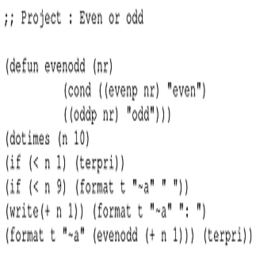 ;; Project : Even or odd

(defun evenodd (nr)
(cond ((evenp nr) "even")
((oddp nr) "odd")))
(dotimes (n 10)
(if (< n 1) (terpri))
(if (< n 9) (format t "~a" " "))
(write(+ n 1)) (format t "~a" ": ")
(format t "~a" (evenodd (+ n 1))) (terpri))